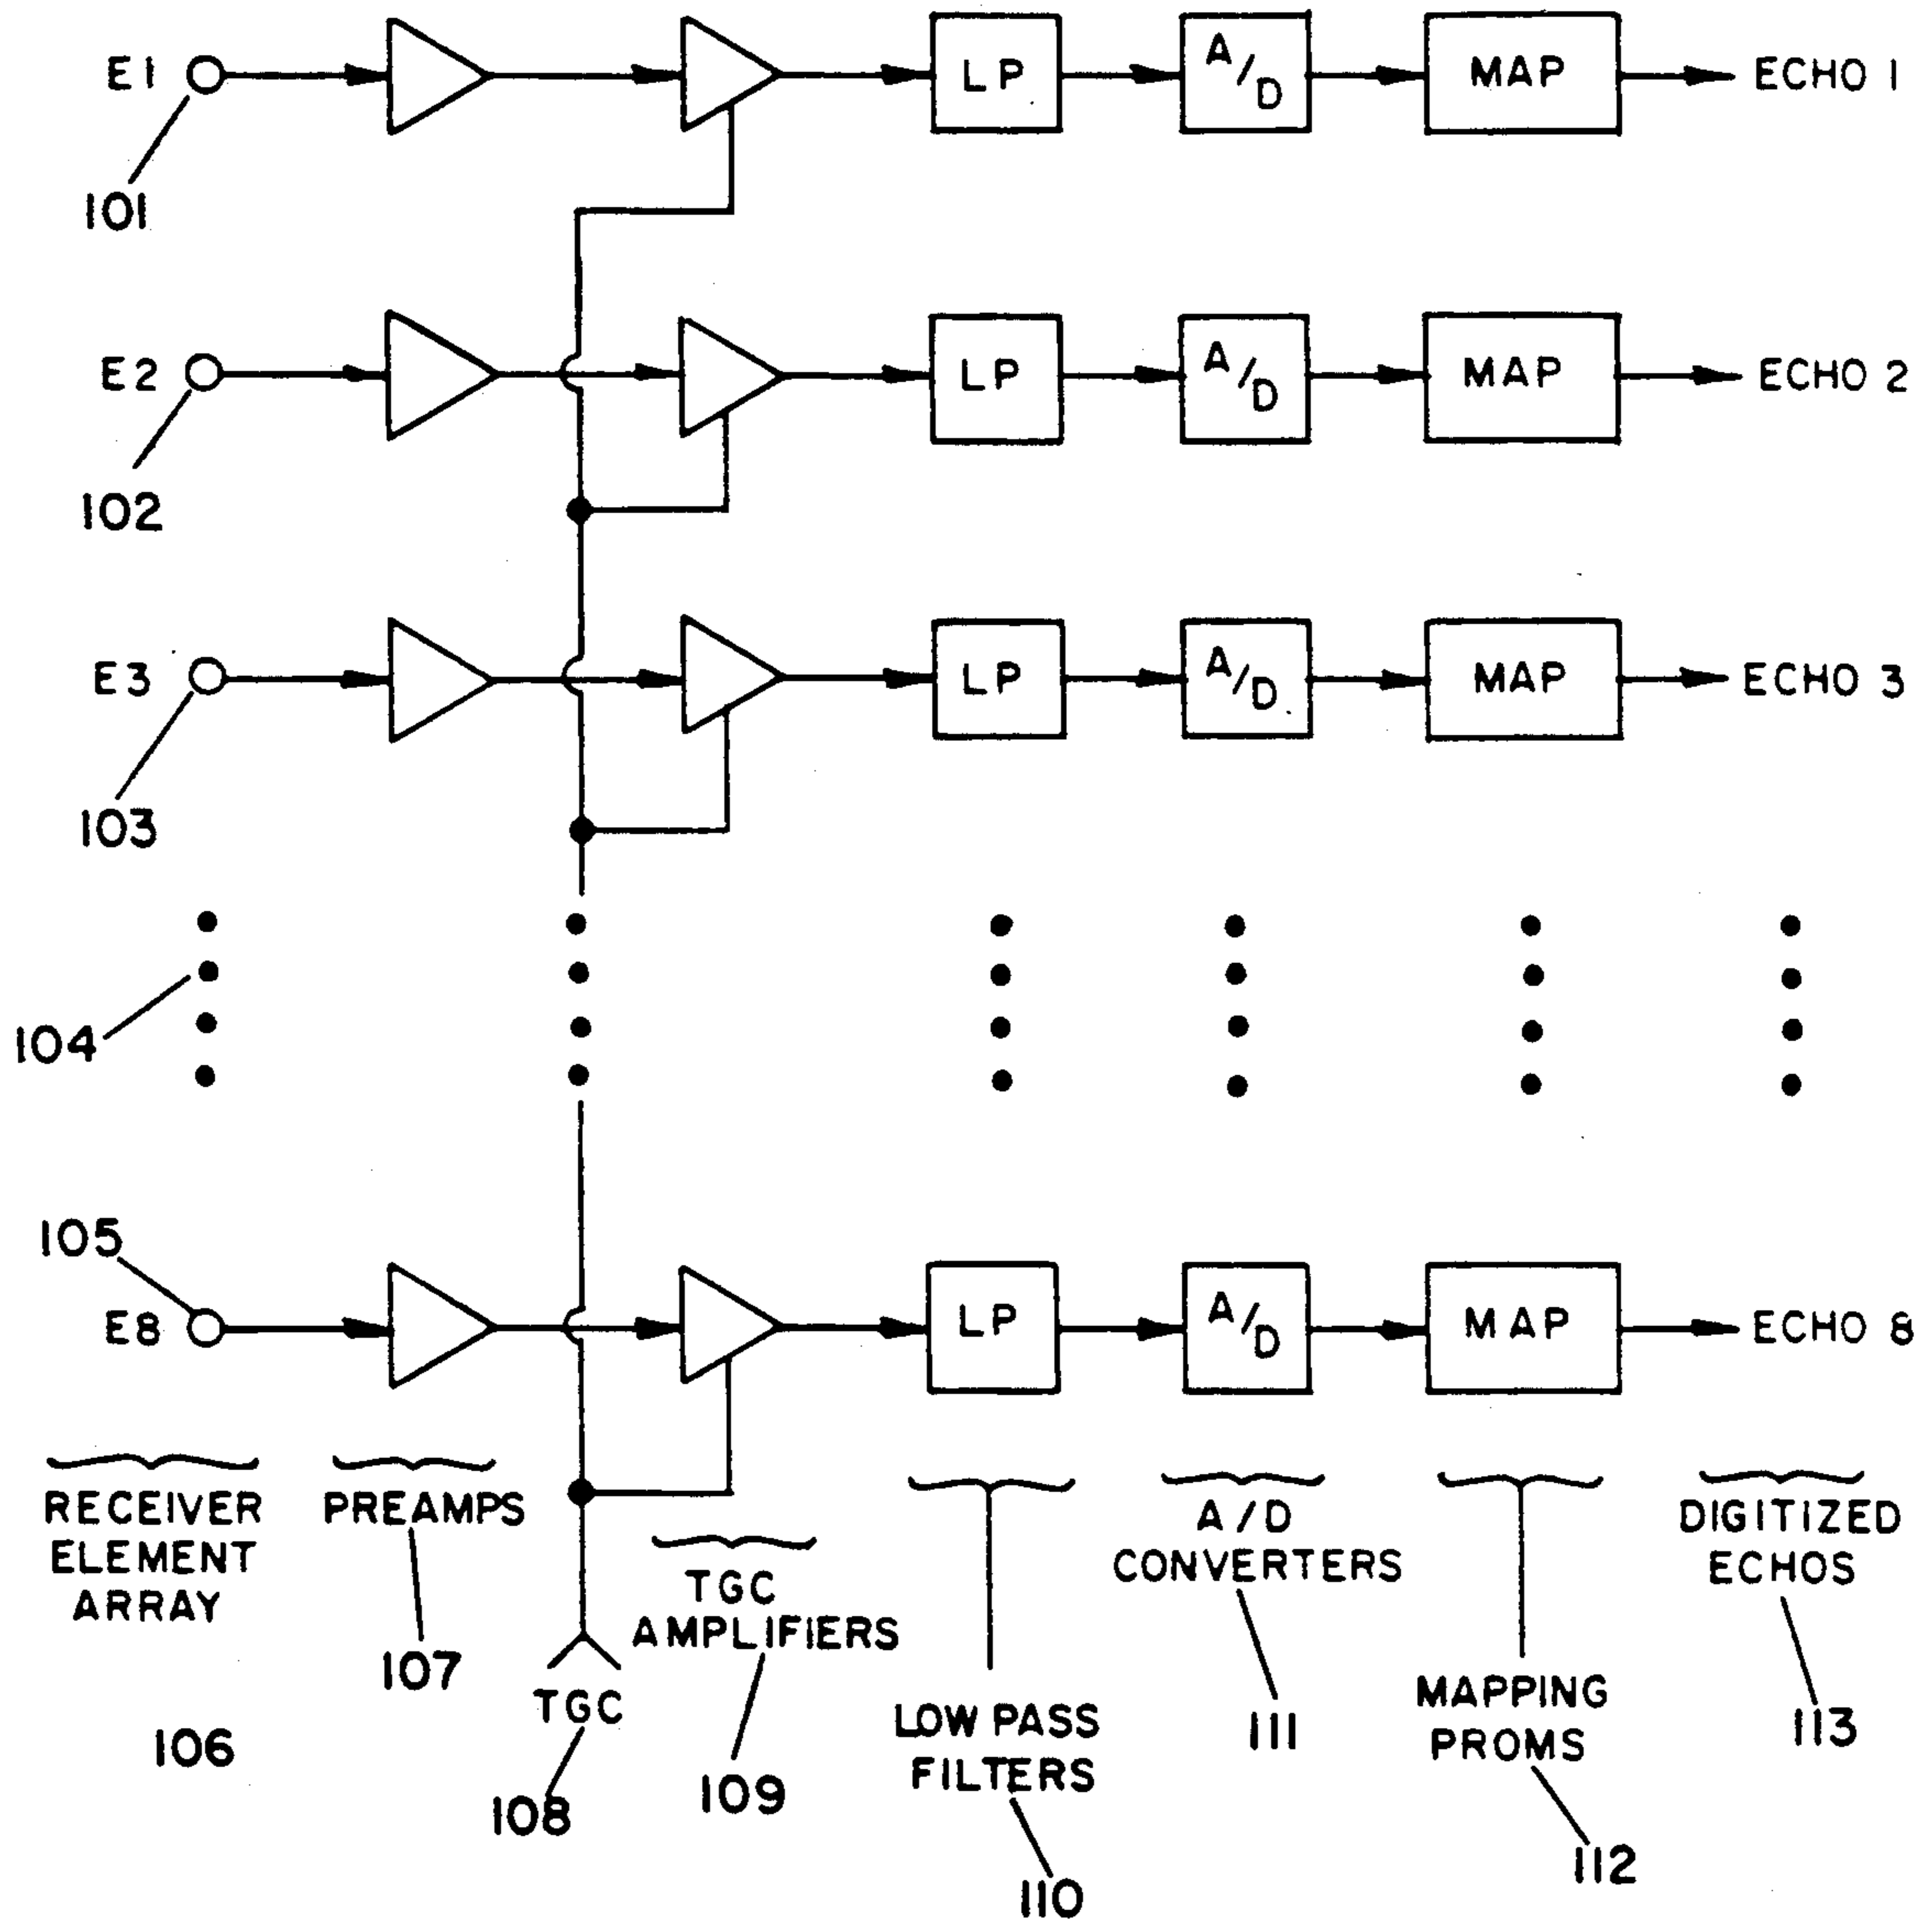 E1 LP A/D MAP ECHO 1
101
E2 LP A/D MAP ECHO 2
102
E3 LP A/D MAP ECHO 3
103
104
105
E8 LP A/D MAP ECHO 8
RECEIVER
ELEMENT
ARRAY
106
PREAMPS
107
TGC
108
TGC
AMPLIFIERS
109
LOW PASS
FILTERS
110
A/D
CONVERTERS
111
MAPPING
PROMS
112
DIGITIZED
ECHOS
113